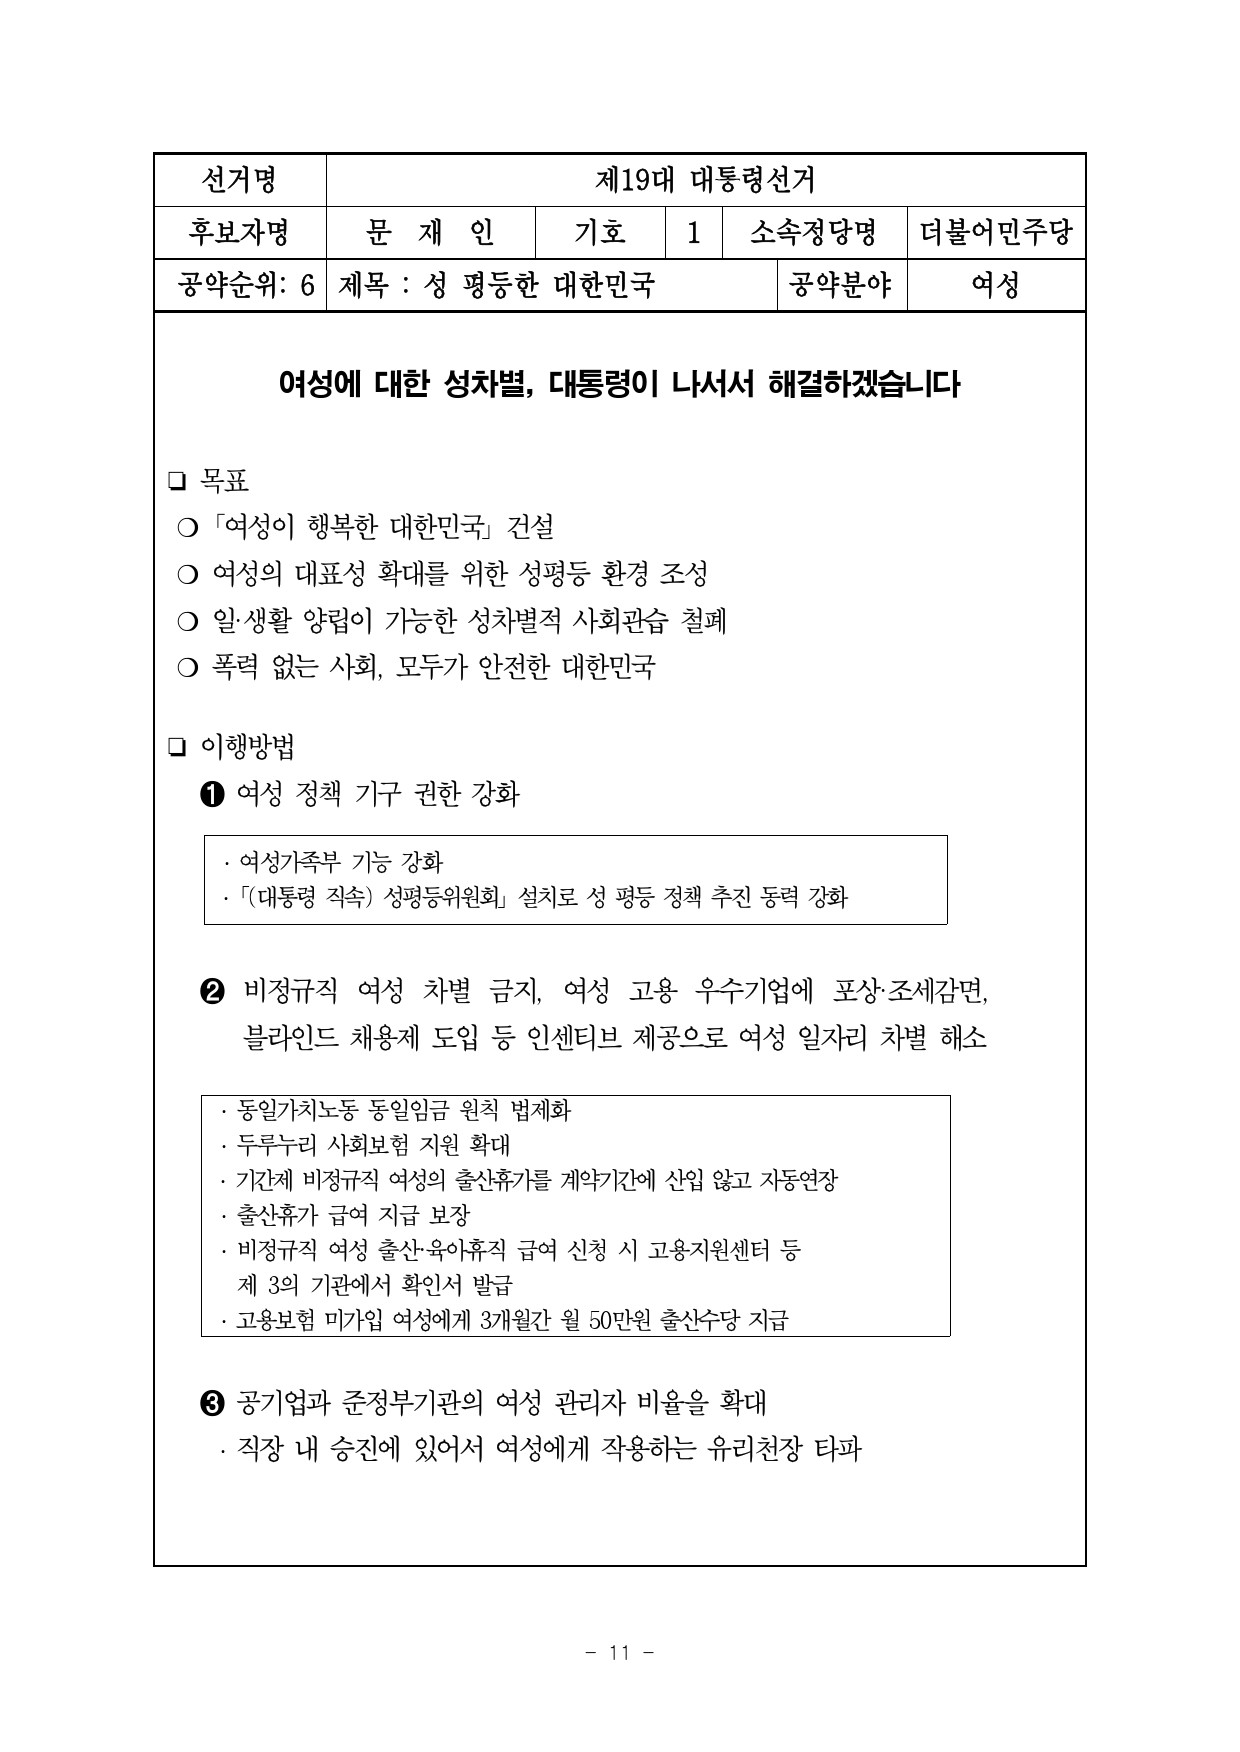 선거명 제19대 대통령선거
후보자명 문 재 인 기호 1 소속정당명 더불어민주당
공약순위: 6 제목 : 성 평등한 대한민국 공약분야 여성
여성에 대한 성차별, 대통령이 나서서 해결하겠습니다
❏ 목표
❍「여성이 행복한 대한민국」건설
❍ 여성의 대표성 확대를 위한 성평등 환경 조성
❍ 일·생활 양립이 가능한 성차별적 사회관습 철폐
❍ 폭력 없는 사회, 모두가 안전한 대한민국
❏ 이행방법
❶ 여성 정책 기구 권한 강화
· 여성가족부 기능 강화
·「(대통령 직속) 성평등위원회」설치로 성 평등 정책 추진 동력 강화
❷ 비정규직 여성 차별 금지, 여성 고용 우수기업에 포상·조세감면,
블라인드 채용제 도입 등 인센티브 제공으로 여성 일자리 차별 해소
· 동일가치노동 동일임금 원칙 법제화
· 두루누리 사회보험 지원 확대
· 기간제 비정규직 여성의 출산휴가를 계약기간에 산입 않고 자동연장
· 출산휴가 급여 지급 보장
· 비정규직 여성 출산·육아휴직 급여 신청 시 고용지원센터 등
제 3의 기관에서 확인서 발급
· 고용보험 미가입 여성에게 3개월간 월 50만원 출산수당 지급
❸ 공기업과 준정부기관의 여성 관리자 비율을 확대
· 직장 내 승진에 있어서 여성에게 작용하는 유리천장 타파
- 11 -